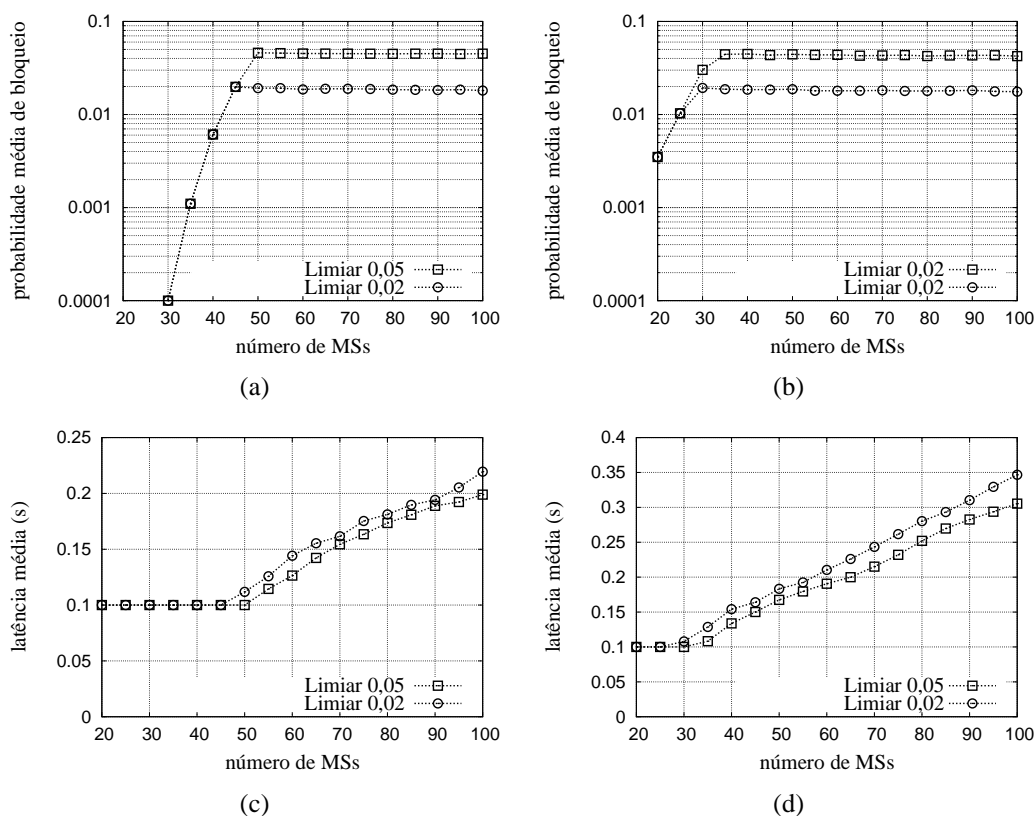 0.1
0.01
0.001
0.0001
probabilidade média de bloqueio
Limiar 0,05
Limiar 0,02
20 30 40 50 60 70 80 90 100
número de MSs
(a)
0.1
0.01
0.001
0.0001
probabilidade média de bloqueio
Limiar 0,02
Limiar 0,02
20 30 40 50 60 70 80 90 100
número de MSs
(b)
0.25
0.2
0.15
0.1
0.05
0
latência média (s)
Limiar 0,05
Limiar 0,02
20 30 40 50 60 70 80 90 100
número de MSs
(c)
0.4
0.35
0.3
0.25
0.2
0.15
0.1
0.05
0
latência média (s)
Limiar 0,05
Limiar 0,02
20 30 40 50 60 70 80 90 100
número de MSs
(d)